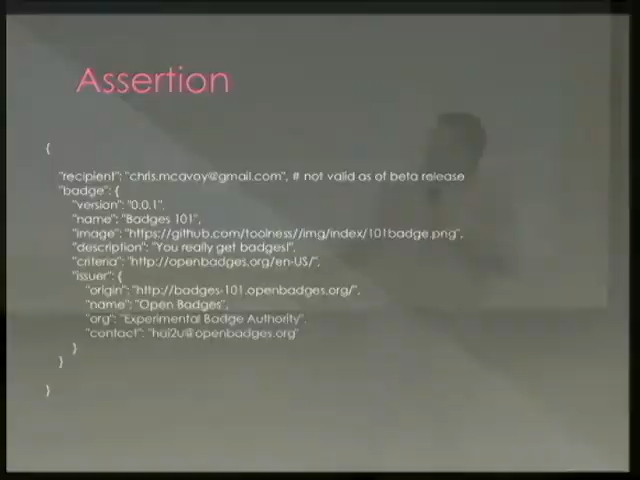 Assertion
{
"recipient": "chris.mcavoy@gmail.com", # not valid as of beta release
"badge": {
"version": "0.0.1",
"name": "Badges 101",
"image": "https://github.com/toolness//img/index/101badge.png",
"description": "You really get badges!",
"criteria": "http://openbadges.org/en-US/",
"issuer": {
"origin": "http://badges-101.openbadges.org/",
"name": "Open Badges",
"org": "Experimental Badge Authority",
"contact": "hai2u@openbadges.org"
}
}
}